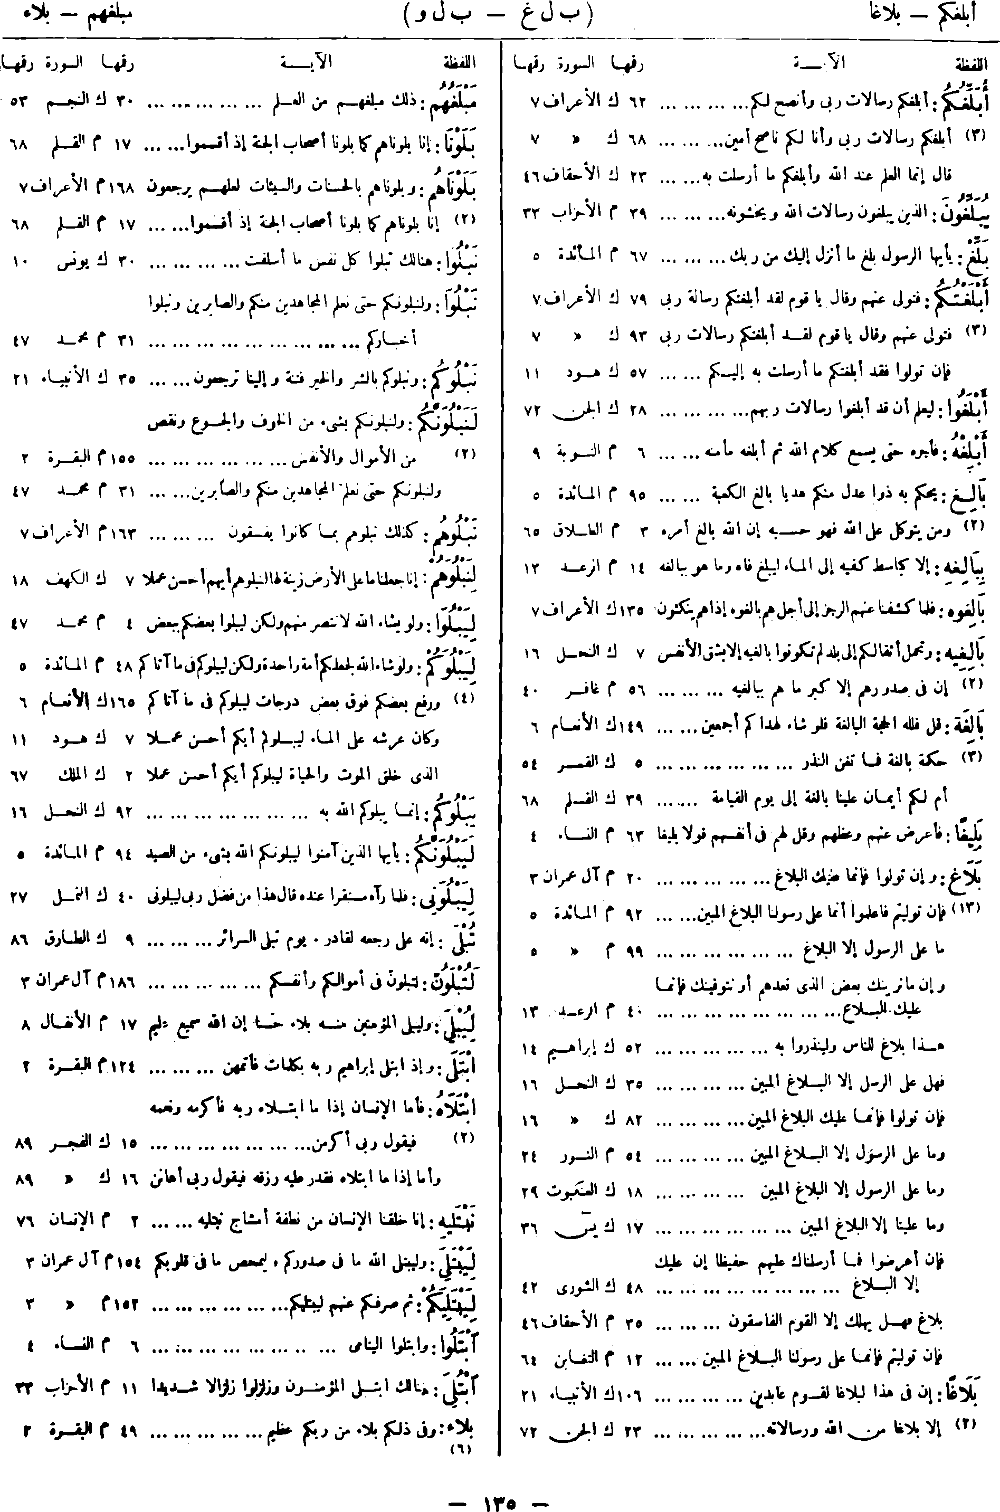 أبلغكم — بلاغا (ب ل غ — ب ل و) مبلغهم — بلاء
اللفظة الآيــة رقمها السورة رقمها
أُبَلِّغُكُمْ : أبلغكم رسالات ربى وأنصح لكم... ... ... ... ٦٢ ك الأعراف ٧
(٣) أبلغكم رسالات ربى وأنا لكم ناصح أمين... ... ... ٦٨ ك » ٧
قال إنما العلم عند الله وأبلغكم ما أرسلت به... ... ٢٣ ك الأحقاف ٤٦
يُبَلِّغُونَ : الذين يبلغون رسالات الله ويخشونه... ... ... ٣٩ م الأحزاب ٣٣
بَلِّغْ : يأيها الرسول بلغ ما أنزل إليك من ربك... ... ... ٦٧ م المائدة ٥
أَبْلَغْتُكُمْ : فتولى عنهم وقال يا قوم لقد أبلغتكم رسالة ربى ٧٩ ك الأعراف ٧
(٣) فتولى عنهم وقال يا قوم لقد أبلغتكم رسالات ربى ٩٣ ك » ٧
فإن تولوا فقد أبلغتكم ما أرسلت به إليكم ... ... ٥٧ ك هود ١١
أَبْلَغُوا : ليعلم أن قد أبلغوا رسالات ربهم... ... ... ... ٢٨ ك الجن ٧٢
أَبْلِغْهُ : فأجره حتى يسمع كلام الله ثم أبلغه مأمنه ... ... ٦ م التوبة ٩
بَالِغَ : يحكم به ذوا عدل منكم هديا بالغ الكعبة ... ... ٩٥ م المائدة ٥
(٢) ومن يتوكل على الله فهو حسبه إن الله بالغ أمره ٣ م الطلاق ٦٥
بِبَالِغِهِ : إلا كباسط كفيه إلى الماء ليبلغ فاه وما هو ببالغه ١٤ م الرعد ١٣
بَالِغُوه : فلما كشفنا عنهم الرجز إلى أجل هم بالغوه إذا هم ينكثون ١٣٥ ك الأعراف ٧
بَالِغِيهِ : وتحمل أثقالكم إلى بلد لم تكونوا بالغيه إلا بشق الأنفس ٧ ك النحل ١٦
(٢) إن فى صدورهم إلا كبر ما هم ببالغيه ... ... ... ٥٦ م غافر ٤٠
بَالِغَة : قل فلله الحجة البالغة فلو شاء لهداكم أجمعين... ... ١٤٩ ك الأنعام ٦
(٣) حكمة بالغة فما تغن النذر ... ... ... ... ... ... ٥ ك القمر ٥٤
أم لكم أيمان علينا بالغة إلى يوم القيامة ... ... ٣٩ ك القلم ٦٨
بَلِيغًا : فأعرض عنهم وعظهم وقل لهم فى أنفسهم قولا بليغا ٦٣ م النساء ٤
بَلَاغ : وإن تولوا فإنما عليك البلاغ... ... ... ... ... ٢٠ م آل عمران ٣
(١٣) فإن توليتم فاعلموا أنما على رسولنا البلاغ المبين... ... ٩٢ م المائدة ٥
ما على الرسول إلا البلاغ ... ... ... ... ... ... ٩٩ م » ٥
وإن ما نرينك بعض الذى نعدهم أو نتوفينك فإنما
عليك البلاغ... ... ... ... ... ... ... ... ... ٤٠ م الرعد ١٣
هذا بلاغ للناس ولينذروا به ... ... ... ... ... ٥٢ ك إبراهيم ١٤
فهل على الرسل إلا البلاغ المبين ... ... ... ... ٣٥ ك النحل ١٦
فإن تولوا فإنما عليك البلاغ المبين... ... ... ... ٨٢ ك » ١٦
وما على الرسول إلا البلاغ المبين... ... ... ... ٥٤ م النور ٢٤
وما على الرسول إلا البلاغ المبين ... ... ... ... ١٨ ك العنكبوت ٢٩
وما علينا إلا البلاغ المبين ... ... ... ... ... ... ١٧ ك يس ٣٦
فإن أعرضوا فما أرسلناك عليهم حفيظا إن عليك
إلا البلاغ ... ... ... ... ... ... ... ... ... ٤٨ ك الشورى ٤٢
بلاغ فهل يهلك إلا القوم الفاسقون ... ... ... ... ٣٥ م الأحقاف ٤٦
فإن توليتم فإنما على رسولنا البلاغ المبين... ... ... ١٢ م التغابن ٦٤
بَلَاغًا : إن فى هذا لبلاغا لقوم عابدين... ... ... ... ... ١٠٦ ك الأنبياء ٢١
(٢) إلا بلاغا من الله ورسالاته... ... ... ... ... ... ٢٣ ك الجن ٧٢
اللفظة الآيــة رقمها السورة رقمها
مَبْلَغُهُمْ : ذلك مبلغهم من العلم ... ... ... ... ... ٣٠ ك النجم ٥٣
بَلَوْنَا : إنا بلوناهم كما بلونا أصحاب الجنة إذ أقسموا... ... ١٧ م القلم ٦٨
بَلَوْنَاهُم : وبلوناهم بالحسنات والسيئات لعلهم يرجعون ١٦٨ م الأعراف ٧
(٢) إنا بلوناهم كما بلونا أصحاب الجنة إذ أقسموا... ... ١٧ م القلم ٦٨
تَبْلُوا : هنالك تبلوا كل نفس ما أسلفت... ... ... ... ٣٠ ك يونس ١٠
نَبْلُوَا : ولنبلونكم حتى نعلم المجاهدين منكم والصابرين ونبلوا
أخباركم ... ... ... ... ... ... ... ... ... ٣١ م محمد ٤٧
نَبْلُوكُم : ونبلوكم بالشر والخير فتنة وإلينا ترجعون... ... ٣٥ ك الأنبياء ٢١
لَنَبْلُوَنَّكُمْ : ولنبلونكم بشىء من الخوف والجوع ونقص
(٢) من الأموال والأنفس... ... ... ... ... ... ١٥٥ م البقرة ٢
ولنبلونكم حتى نعلم المجاهدين منكم والصابرين... ... ٣١ م محمد ٤٧
نَبْلُوهُمْ : كذلك نبلوهم بما كانوا يفسقون ... ... ... ١٦٣ م الأعراف ٧
لِنَبْلُوَهُمْ : إنا جعلنا ما على الأرض زينة لها لنبلوهم أيهم أحسن عملا ٧ ك الكهف ١٨
لِيَبْلُوَا : ولو يشاء الله لانتصر منهم ولكن ليبلوا بعضكم ببعض ٤ م محمد ٤٧
لِيَبْلُوَكُمْ : ولو شاء الله لجعلكم أمة واحدة ولكن ليبلوكم فى ما آتاكم ٤٨ م المائدة ٥
(٤) ورفع بعضكم فوق بعض درجات ليبلوكم فى ما آتاكم ١٦٥ ك الأنعام ٦
وكان عرشه على الماء ليبلوكم أيكم أحسن عملا ٧ ك هود ١١
الذى خلق الموت والحياة ليبلوكم أيكم أحسن عملا ٢ ك الملك ٦٧
يَبْلُوكُمُ : إنما يبلوكم الله به ... ... ... ... ... ... ... ٩٢ ك النحل ١٦
لَيَبْلُوَنَّكُمُ : يأيها الذين آمنوا ليبلونكم الله بشىء من الصيد ٩٤ م المائدة ٥
لِيَبْلُوَنِى : فلما رآه مستقرا عنده قال هذا من فضل ربى ليبلونى ٤٠ ك النمل ٢٧
تُبْلَى : إنه على رجعه لقادر ۰ يوم تبلى السرائر ... ... ... ٩ ك الطارق ٨٦
لَتُبْلَوُنَّ : لتبلون فى أموالكم وأنفسكم ... ... ... ... ... ١٨٦ م آل عمران ٣
لِيُبْلِىَ : وليبلى المؤمنين منه بلاء حسنا إن الله سميع عليم ١٧ م الأنفال ٨
ابْتَلَى : وإذ ابتلى إبراهيم ربه بكلمات فأتمهن ... ... ... ١٢٤ م البقرة ٢
ابْتَلَاهُ : فأما الإنسان إذا ما ابتلاه ربه فأكرمه ونعمه
(٢) فيقول ربى أكرمن... ... ... ... ... ... ... ١٥ ك الفجر ٨٩
وأما إذا ما ابتلاه فقدر عليه رزقه فيقول ربى أهانن ١٦ ك » ٨٩
نَبْتَلِيهِ : إنا خلقنا الإنسان من نطفة أمشاج نبتليه ... ... ٢ م الإنسان ٧٦
لِيَبْتَلِىَ : وليبتلى الله ما فى صدوركم وليمحص ما فى قلوبكم ١٥٤ م آل عمران ٣
لِيَبْتَلِيَكُمْ : ثم صرفكم عنهم ليبتليكم... ... ... ... ... ... ١٥٢ م » ٣
ابْتَلُوا : وابتلوا اليتامى ... ... ... ... ... ... ... ... ٦ م النساء ٤
ابْتُلِىَ : هنالك ابتلى المؤمنون وزلزلوا زلزالا شديدا ١١ م الأحزاب ٣٣
بلاء : وفى ذلكم بلاء من ربكم عظيم... ... ... ... ... ٤٩ م البقرة ٢
(٦)
— ١٣٥ —